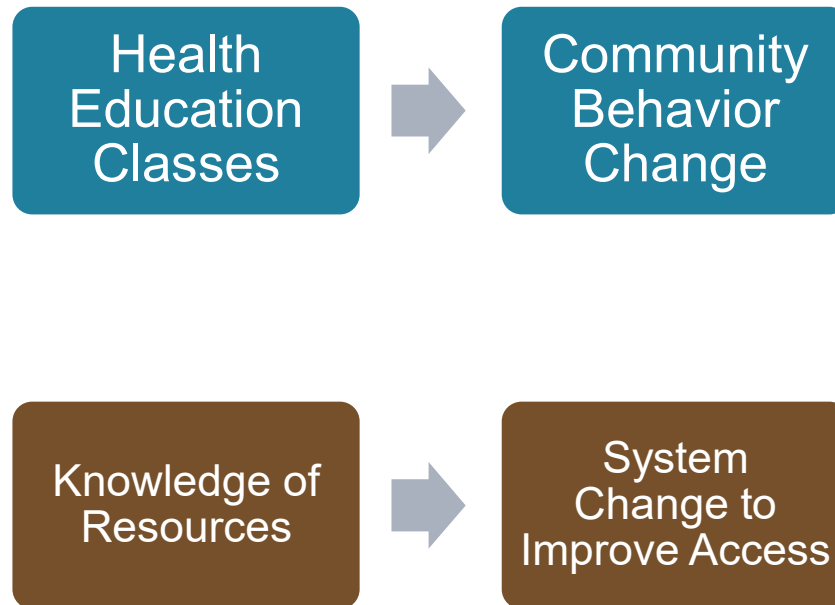 Health
Education
Classes
Community
Behavior
Change
Knowledge of
Resources
System
Change to
Improve Access